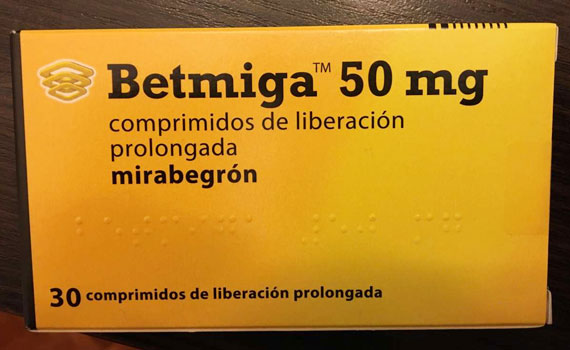 Betmiga™ 50 mg
comprimidos de liberación
prolongada
mirabegrón
30 comprimidos de liberación prolongada